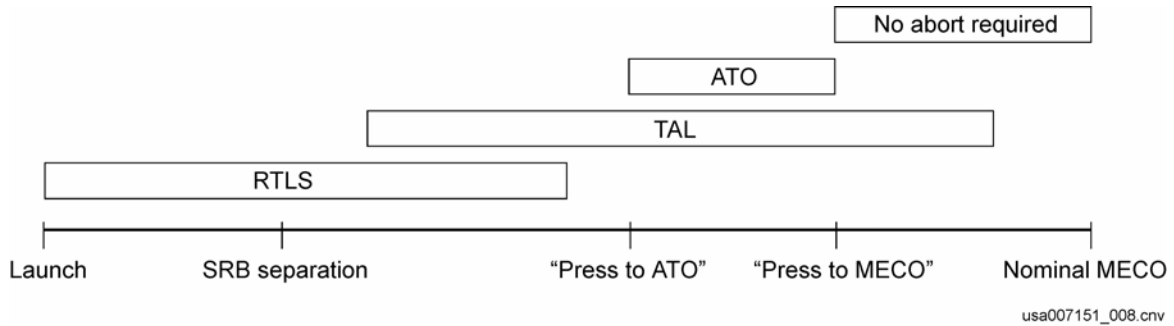 No abort required
ATO
TAL
RTLS
Launch SRB separation “Press to ATO” “Press to MECO” Nominal MECO
usa007151_008.cnv